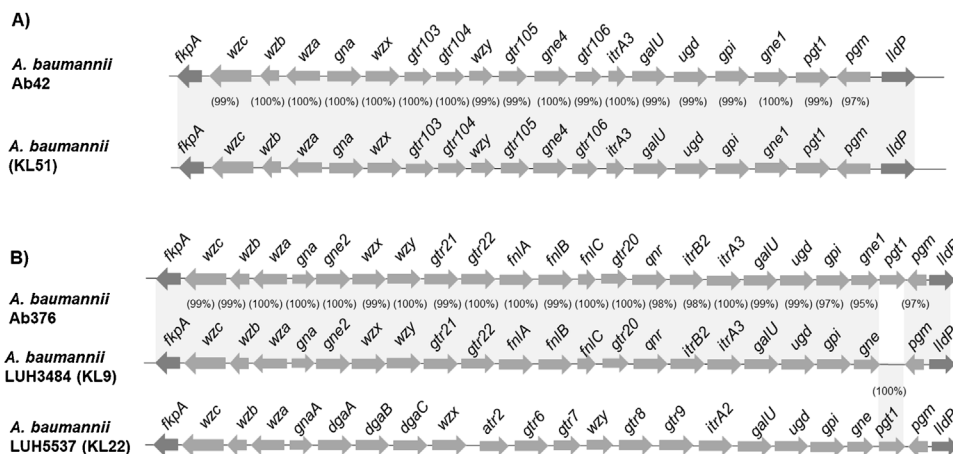 A)
fkpA wzc wzb wza gna wzx gtr103 gtr104 wzy gtr105 gne4 gtr106 itrA3 galU ugd gpi gne1 pgt1 pgm lldP
A. baumannii
Ab42
(99%) (100%) (100%) (100%) (100%) (100%) (100%) (99%) (99%) (100%) (99%) (100%) (99%) (99%) (99%) (100%) (99%) (97%)
fkpA wzc wzb wza gna wzx gtr103 gtr104 wzy gtr105 gne4 gtr106 itrA3 galU ugd gpi gne1 pgt1 pgm lldP
A. baumannii
(KL51)
B)
fkpA wzc wzb wza gna gne2 wzx wzy gtr21 gtr22 fnlA fnlB fnlC gtr20 qnr itrB2 itrA3 galU ugd gpi gne1 pgt1 pgm lldP
A. baumannii
Ab376
(99%) (99%) (100%) (100%) (100%) (99%) (100%) (99%) (100%) (100%) (99%) (100%) (100%) (98%) (98%) (100%) (99%) (99%) (97%) (95%) (97%)
fkpA wzc wzb wza gna gne2 wzx wzy gtr21 gtr22 fnlA fnlB fnlC gtr20 qnr itrB2 itrA3 galU ugd gpi gne pgm lldP
A. baumannii
LUH3484 (KL9)
(100%)
fkpA wzc wzb wza gnaA dgaA dgaB dgaC wzx atr2 gtr6 gtr7 wzy gtr8 gtr9 itrA2 galU ugd gpi gne pgt1 pgm lldP
A. baumannii
LUH5537 (KL22)